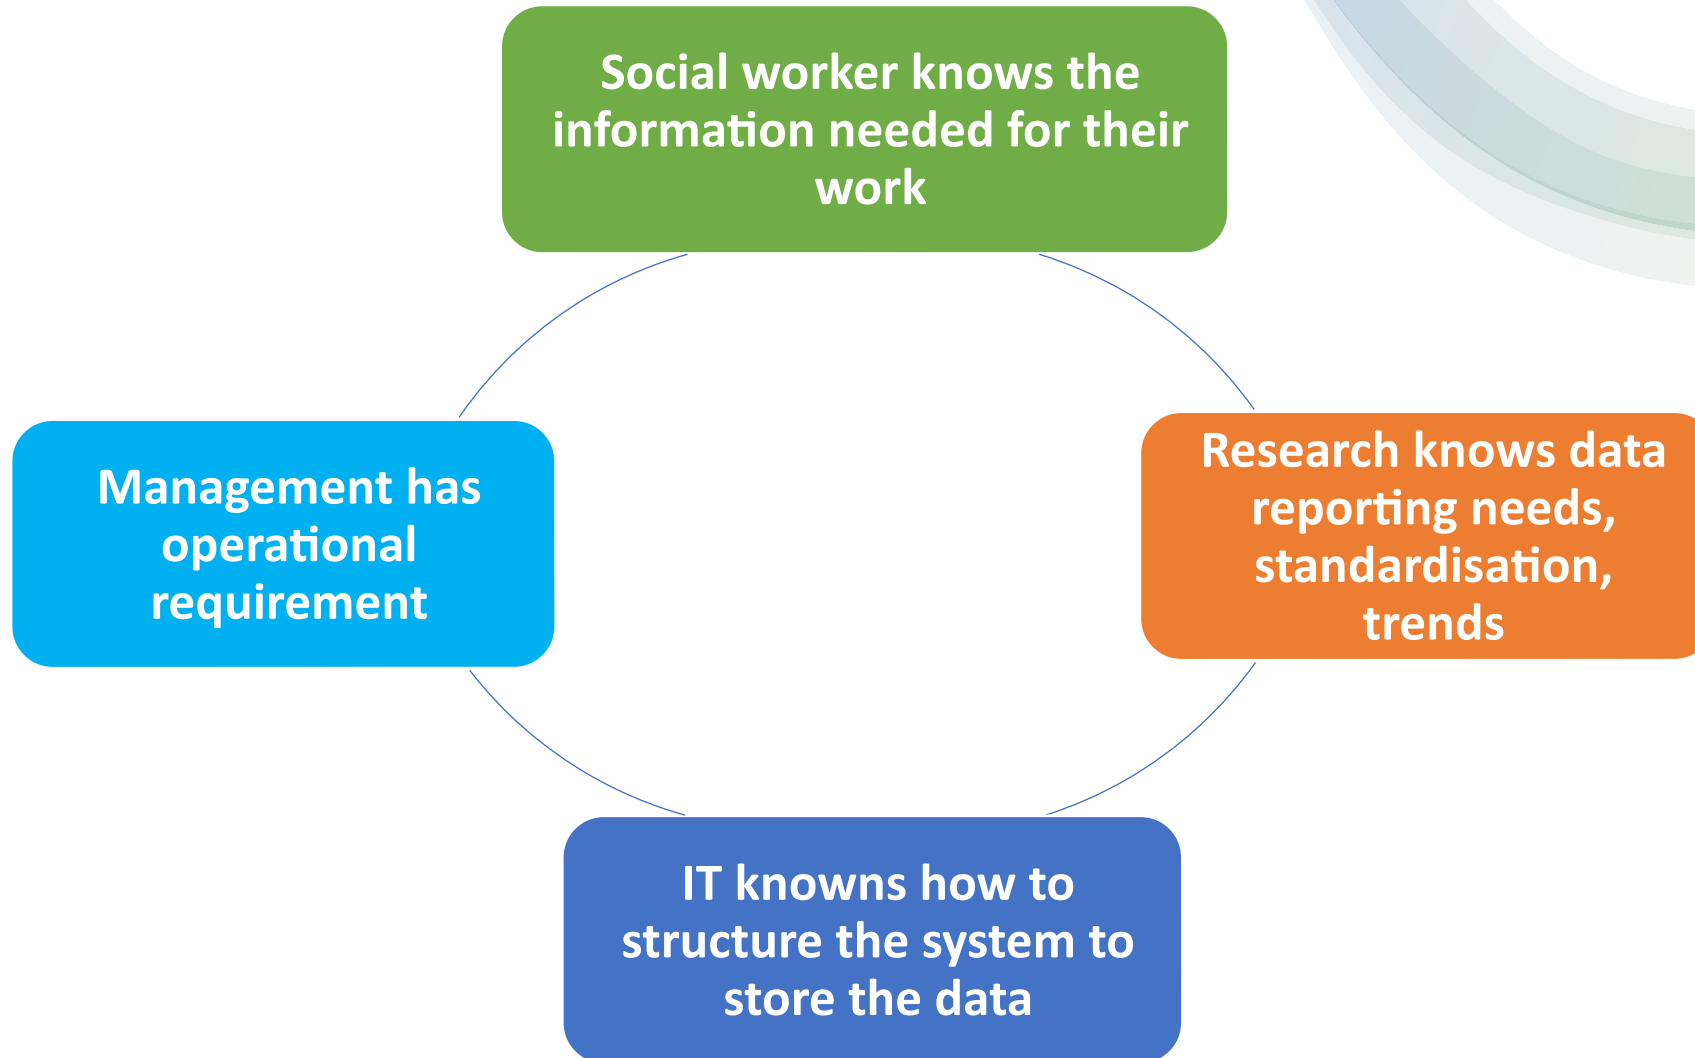 Social worker knows the
information needed for their
work
Management has
operational
requirement
Research knows data
reporting needs,
standardisation,
trends
IT knowns how to
structure the system to
store the data